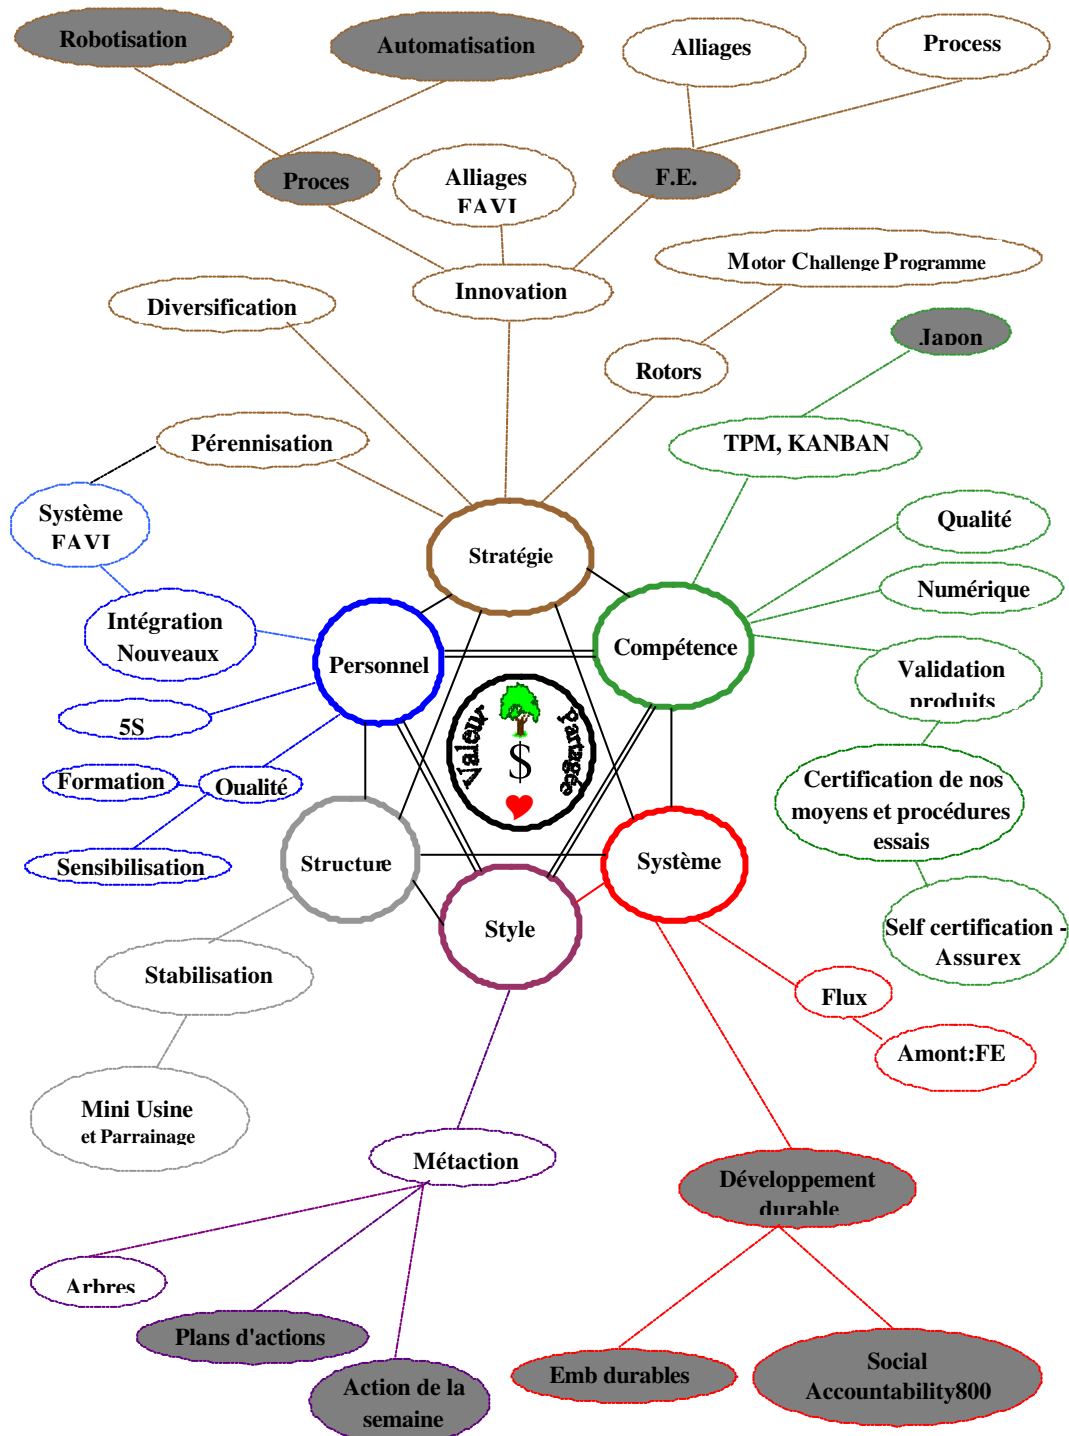 Robotisation
Automatisation
Alliages
Process
Proces
Alliages
FAVI
F.E.
Motor Challenge Programme
Innovation
Diversification
Japon
Rotors
TPM, KANBAN
Pérennisation
Système
FAVI
Qualité
Stratégie
Numérique
Intégration
Nouveaux
Personnel
Compétence
Validation
produits
5S
Valeur
Partagée
$
Formation
Qualité
Certification de nos
moyens et procédures
essais
Sensibilisation
Structure
Système
Style
Self certification -
Assurex
Stabilisation
Flux
Amont:FE
Mini Usine
et Parrainage
Métaction
Développement
durable
Arbres
Plans d'actions
Emb durables
Social
Accountability800
Action de la
semaine